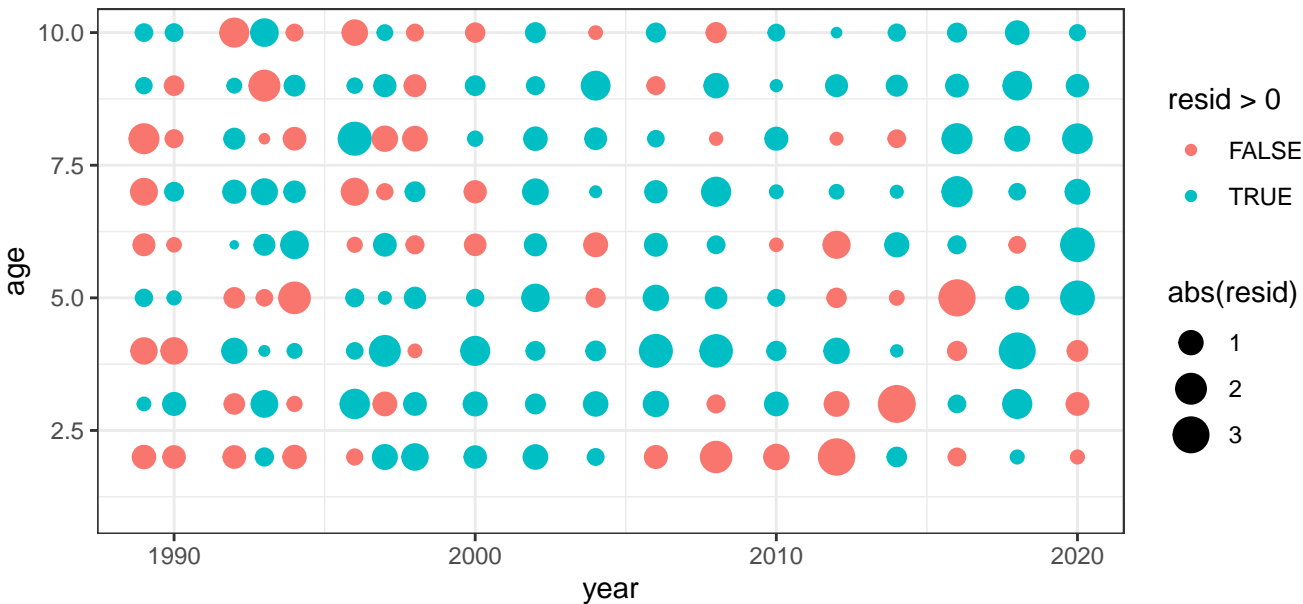 10.0
7.5
5.0
2.5
age
1990 2000 2010 2020
year
resid > 0
FALSE
TRUE
abs(resid)
1
2
3